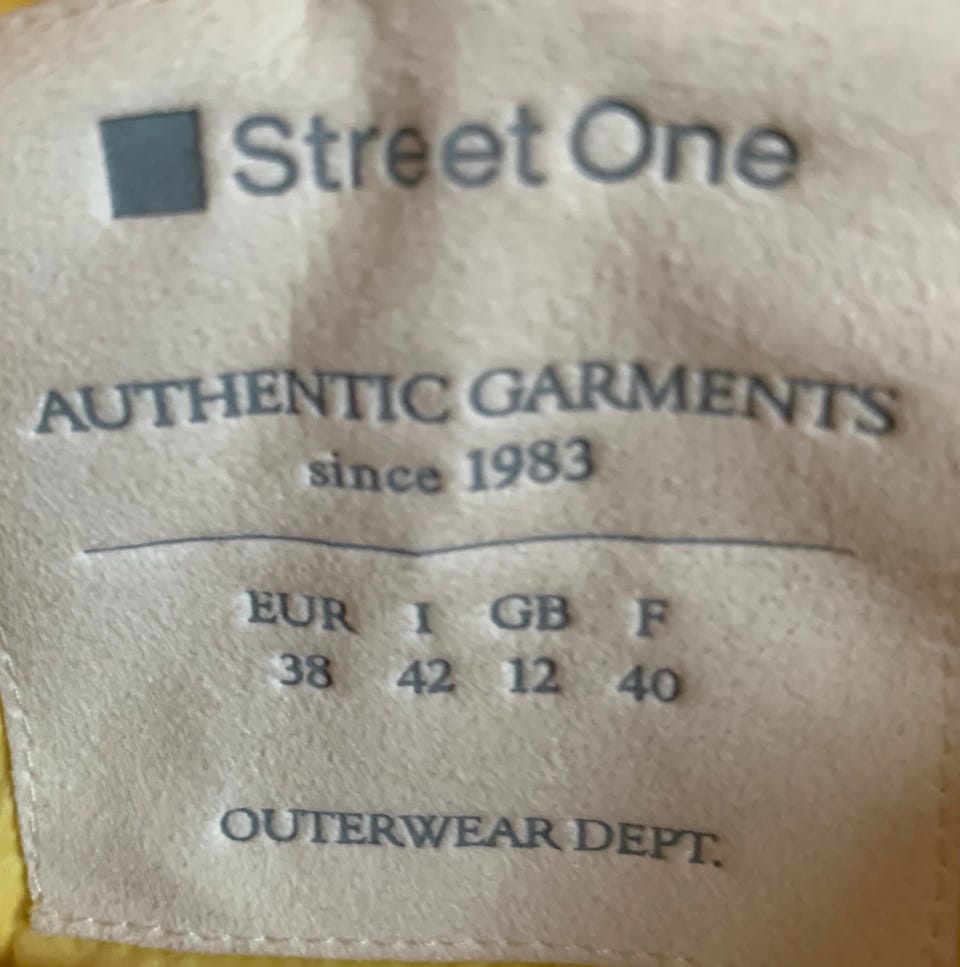 Street One
AUTHENTIC GARMENTS
since 1983
EUR I GB F
38 42 12 40
OUTERWEAR DEPT.